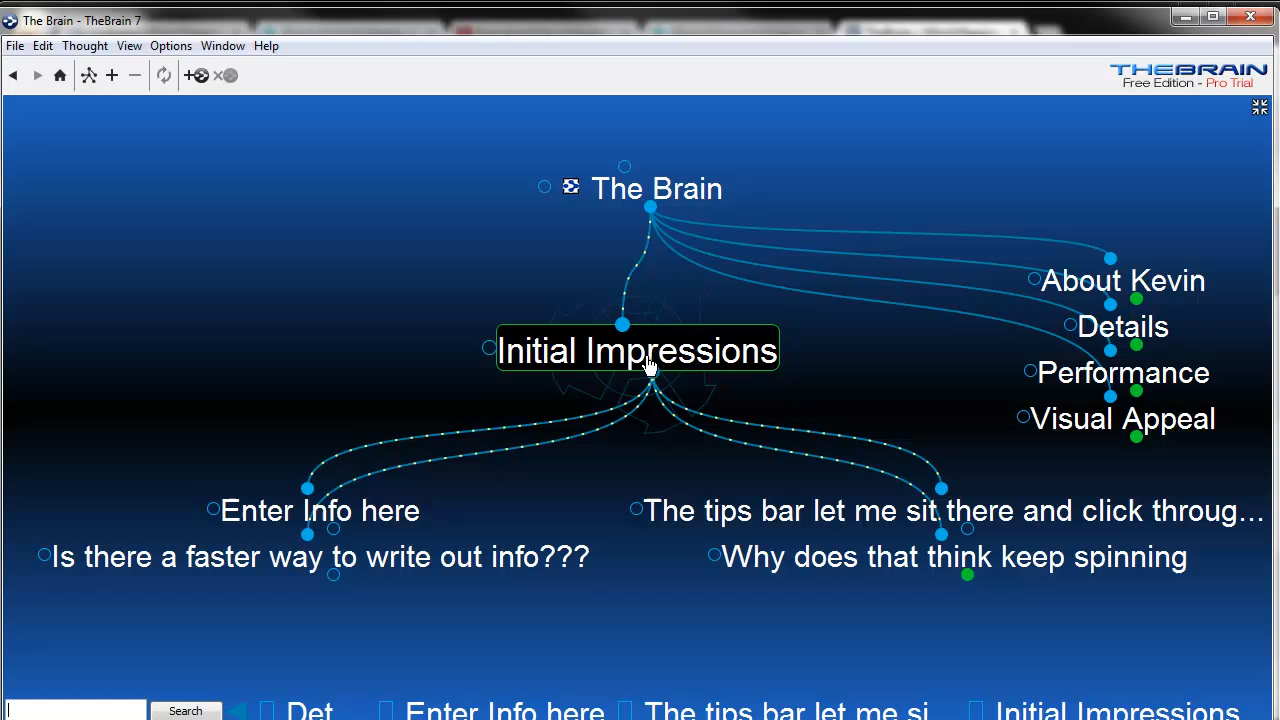 The Brain - TheBrain 7
File Edit Thought View Options Window Help
THEBRAIN
Free Edition - Pro Trial
The Brain
About Kevin
Details
Initial Impressions
Performance
Visual Appeal
Enter Info here
The tips bar let me sit there and click throug...
Is there a faster way to write out info???
Why does that think keep spinning
Search Det Enter Info here The tips bar let me si Initial Impressions